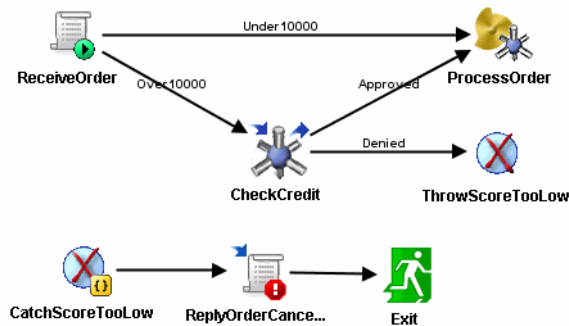 Under10000
ReceiveOrder
ProcessOrder
Over10000
Approved
Denied
CheckCredit
ThrowScoreTooLow
{}
CatchScoreTooLow
ReplyOrderCance...
Exit